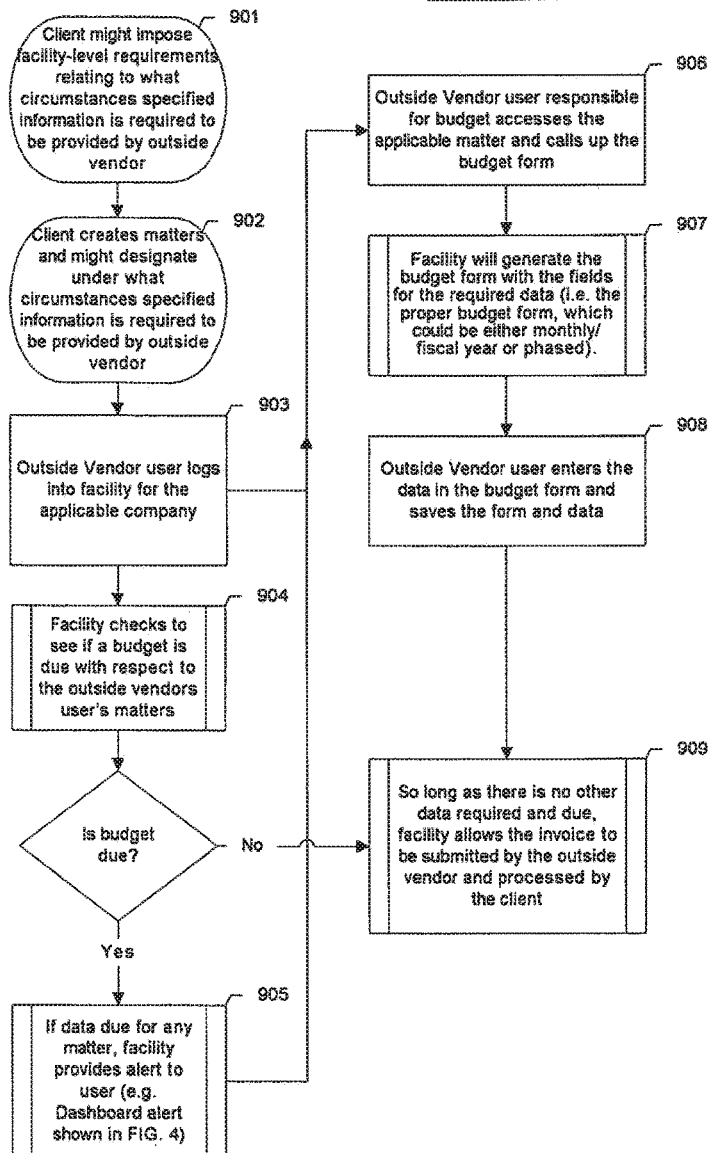 901
Client might impose
facility-level requirements
relating to what
circumstances specified
information is required to
be provided by outside
vendor
902
Client creates matters
and might designate
under what
circumstances specified
information is required to
be provided by outside
vendor
903
Outside Vendor user logs
into facility for the
applicable company
904
Facility checks to
see if a budget is
due with respect to
the outside vendors
user's matters
Is budget
due?
No
Yes
905
If data due for any
matter, facility
provides alert to
user (e.g.
Dashboard alert
shown in FIG. 4)
906
Outside Vendor user responsible
for budget accesses the
applicable matter and calls up the
budget form
907
Facility will generate the
budget form with the fields
for the required data (i.e. the
proper budget form, which
could be either monthly/
fiscal year or phased).
908
Outside Vendor user enters the
data in the budget form and
saves the form and data
909
So long as there is no other
data required and due,
facility allows the invoice to
be submitted by the outside
vendor and processed by
the client